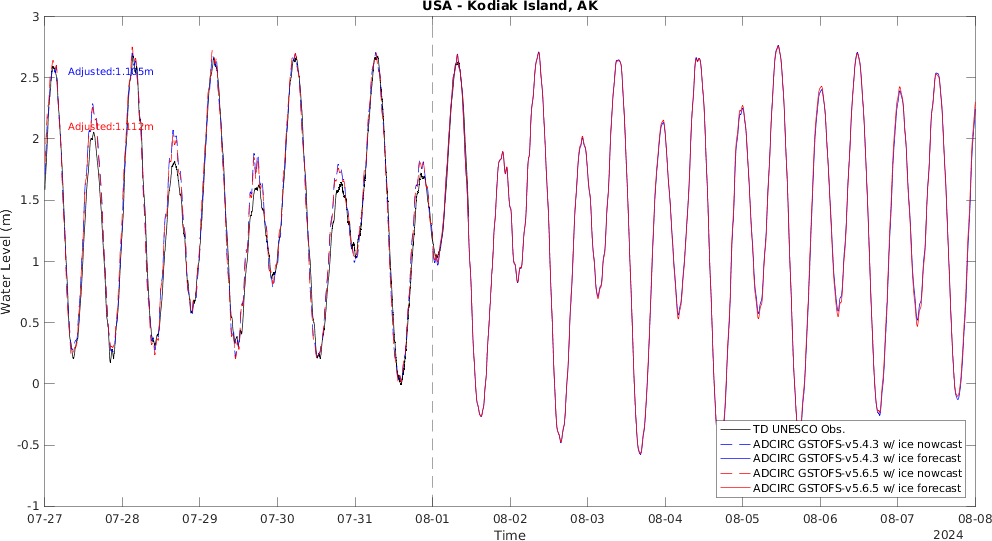 USA - Kodiak Island, AK
3
2.5
2
1.5
1
0.5
0
-0.5
-1
Water Level (m)
Adjusted:1.105m
Adjusted:1.112m
TD UNESCO Obs.
ADCIRC GSTOFS-v5.4.3 w/ ice nowcast
ADCIRC GSTOFS-v5.4.3 w/ ice forecast
ADCIRC GSTOFS-v5.6.5 w/ ice nowcast
ADCIRC GSTOFS-v5.6.5 w/ ice forecast
07-27 07-28 07-29 07-30 07-31 08-01 08-02 08-03 08-04 08-05 08-06 08-07 08-08
Time
2024